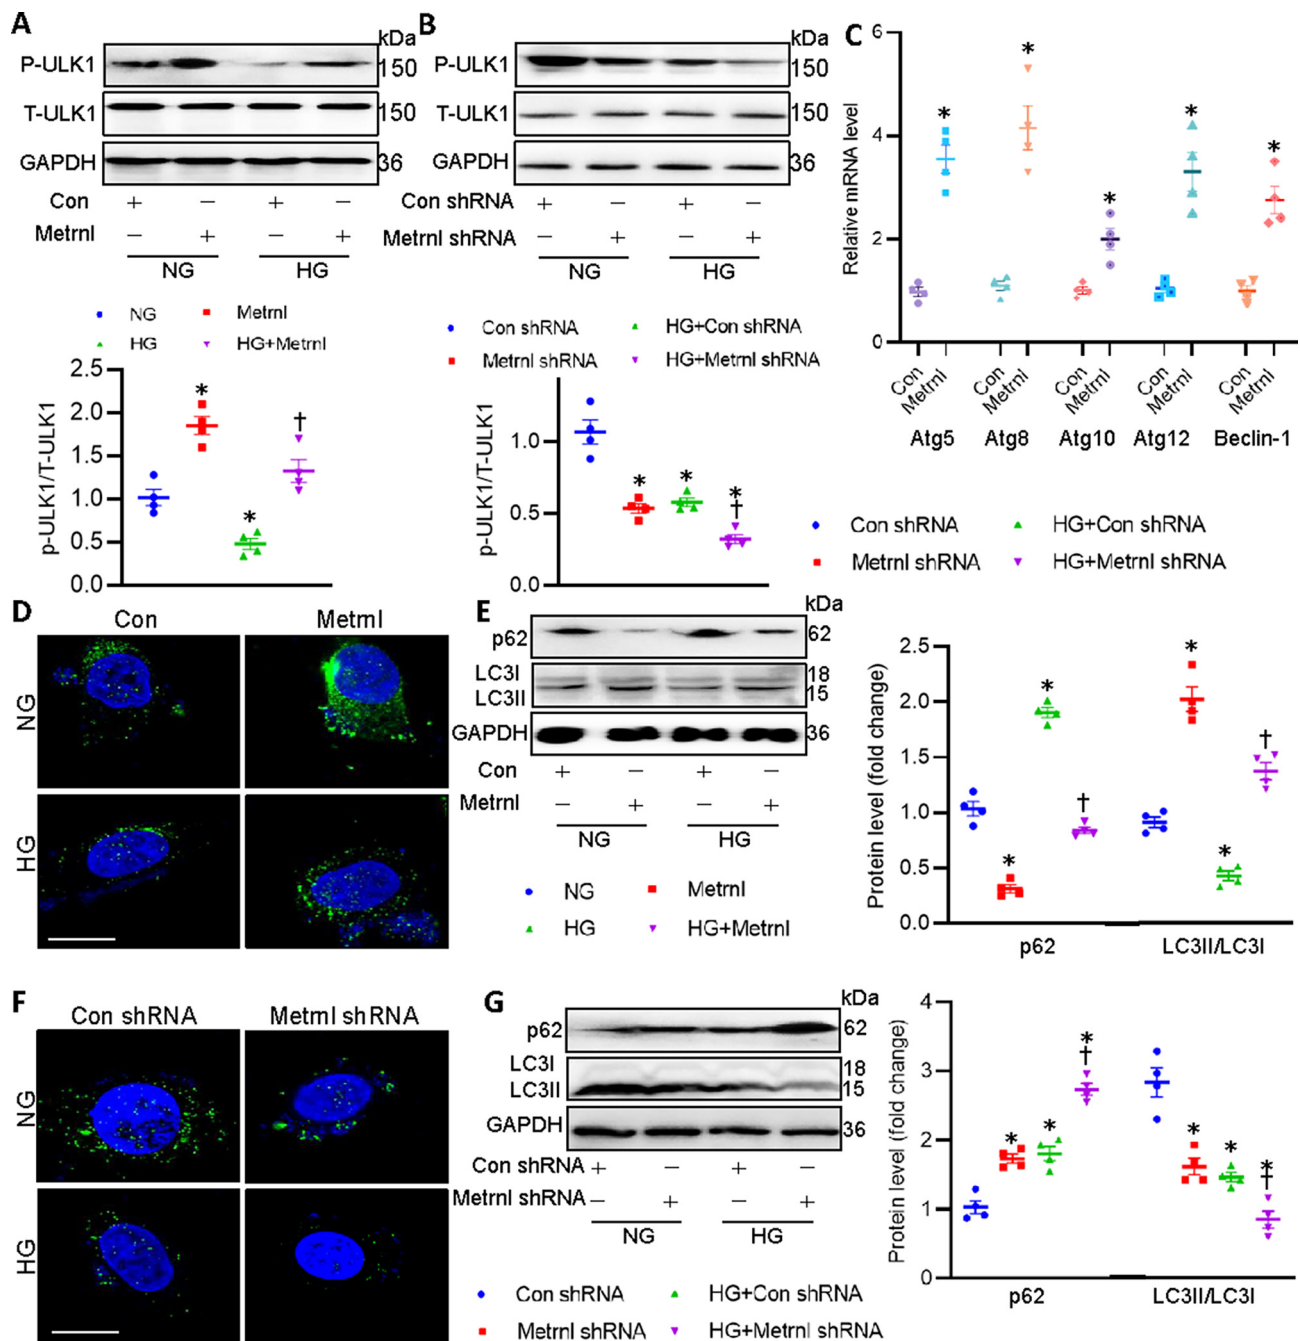 A
kDa
P-ULK1
150
T-ULK1
150
GAPDH
36
Con + − + −
Metrnl − + − +
NG HG
NG Metrnl
HG HG+Metrnl
p-ULK1/T-ULK1
2.5
2.0
1.5
1.0
0.5
0.0
* * †
B
kDa
P-ULK1
150
T-ULK1
150
GAPDH
36
Con shRNA + − + −
Metrnl shRNA − + − +
NG HG
Con shRNA HG+Con shRNA
Metrnl shRNA HG+Metrnl shRNA
p-ULK1/T-ULK1
1.0
0.5
0.0
* * * †
C
Relative mRNA level
6
4
2
0
* * * * *
Con Metrnl Con Metrnl Con Metrnl Con Metrnl Con Metrnl
Atg5 Atg8 Atg10 Atg12 Beclin-1
Con shRNA HG+Con shRNA
Metrnl shRNA HG+Metrnl shRNA
D
Con Metrnl
NG
HG
E
kDa
p62
62
LC3I
18
LC3II
15
GAPDH
36
Con + − + −
Metrnl − + − +
NG HG
NG Metrnl
HG HG+Metrnl
Protein level (fold change)
2.5
2.0
1.5
1.0
0.5
0.0
* * † * * †
p62 LC3II/LC3I
F
Con shRNA Metrnl shRNA
NG
HG
G
kDa
p62
62
LC3I
18
LC3II
15
GAPDH
36
Con shRNA + − + −
Metrnl shRNA − + − +
NG HG
Con shRNA HG+Con shRNA
Metrnl shRNA HG+Metrnl shRNA
Protein level (fold change)
4
3
2
1
0
* * * † * * * †
p62 LC3II/LC3I